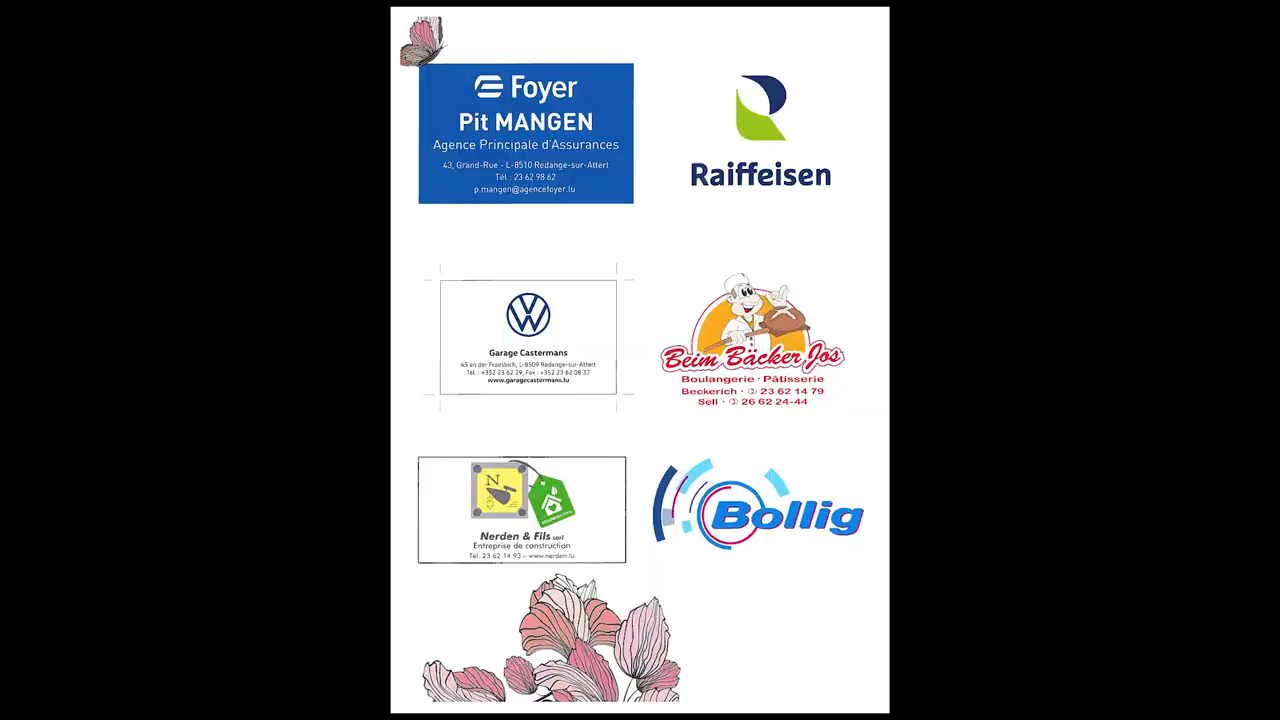 Foyer
Pit MANGEN
Agence Principale d'Assurances
43, Grand-Rue - L-8510 Redange-sur-Attert
Tél.: 23 62 98 62
p.mangen@agencefoyer.lu
Raiffeisen
Garage Castermans
45 an der Fraesbich, L-8509 Redange-sur-Attert
Tél. : +352 23 62 29, Fax : +352 23 62 08 37
www.garagecastermans.lu
Beim Bäcker Jos
Boulangerie · Pâtisserie
Beckerich · 23 62 14 79
Sëll · 26 62 24-44
N
Nerden & Fils sàrl
Entreprise de construction
Tel. 23 62 14 93 – www.nerden.lu
Bollig